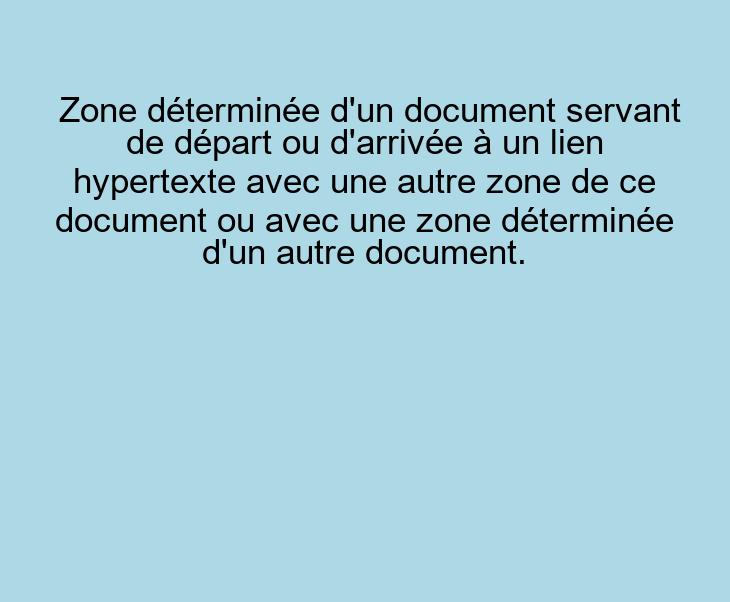 Zone déterminée d'un document servant
de départ ou d'arrivée à un lien
hypertexte avec une autre zone de ce
document ou avec une zone déterminée
d'un autre document.